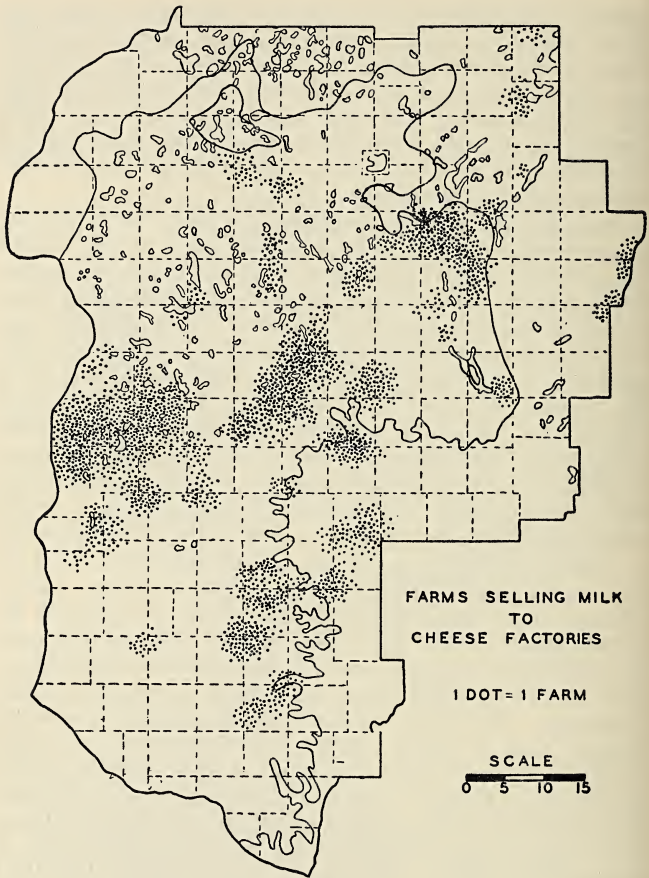 FARMS SELLING MILK
TO
CHEESE FACTORIES
1 DOT = 1 FARM
SCALE
0 5 10 15